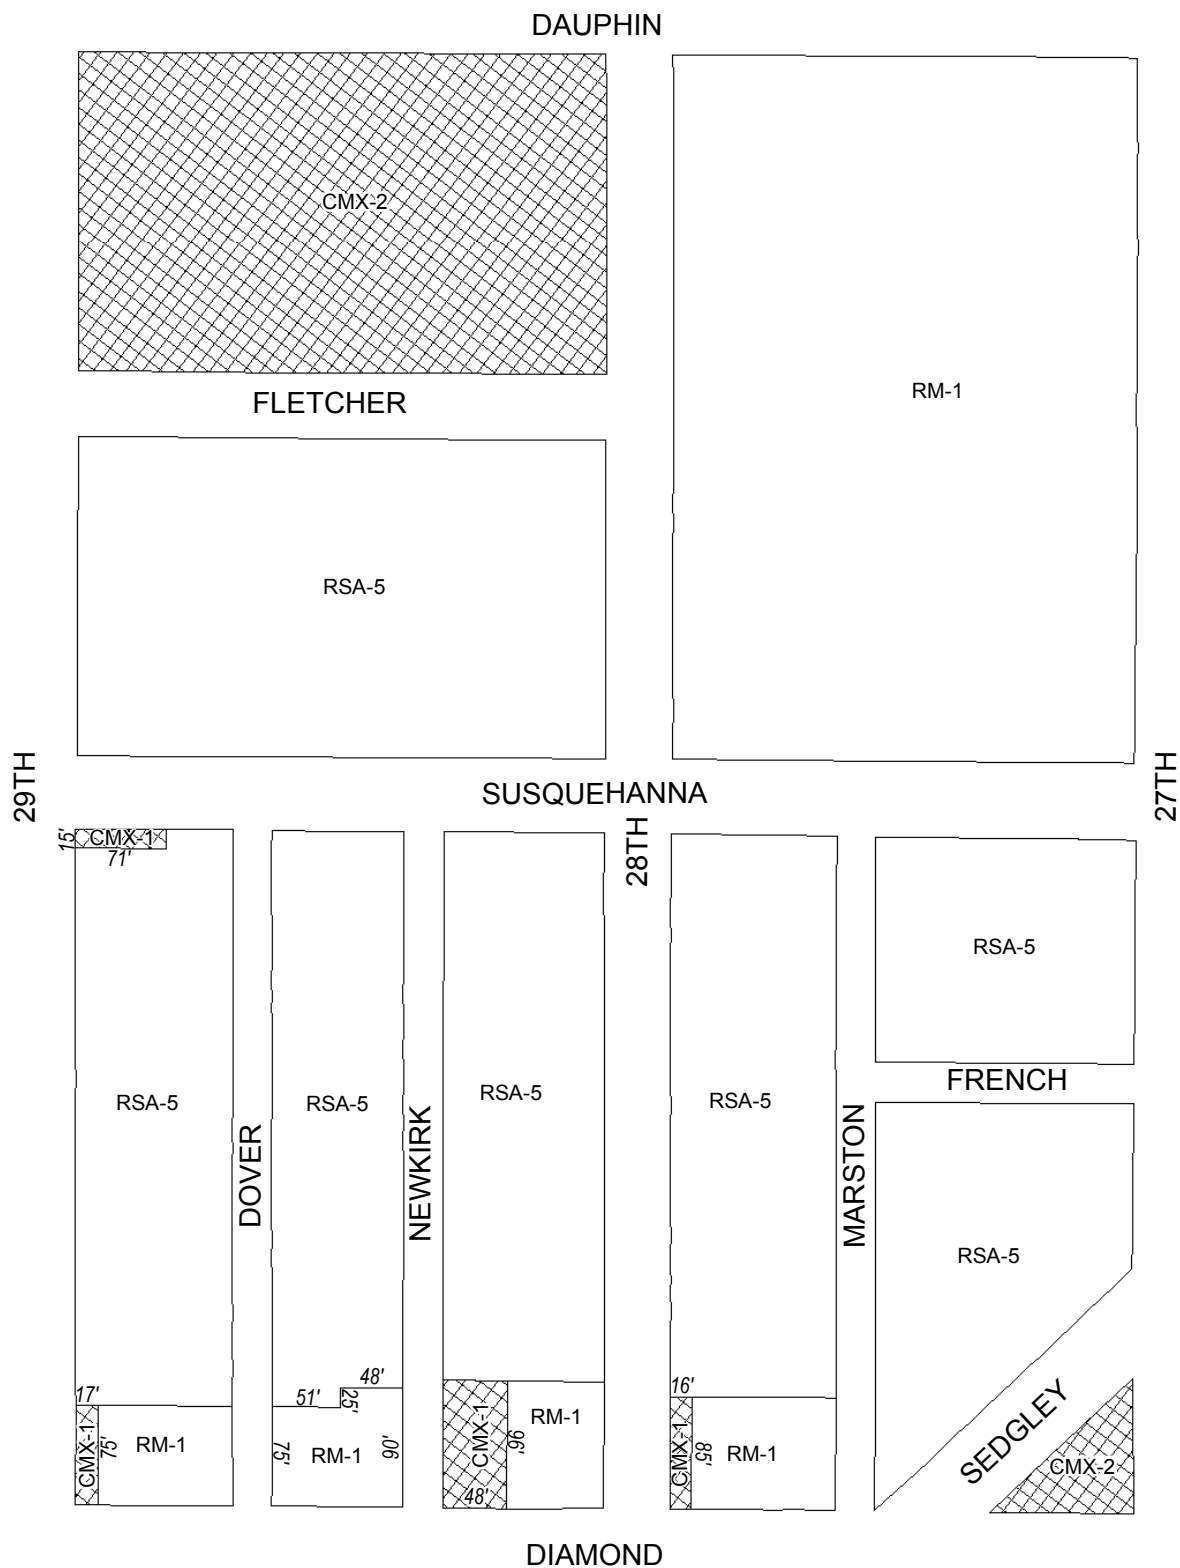 DAUPHIN
CMX-2
RM-1
FLETCHER
RSA-5
29TH
27TH
SUSQUEHANNA
28TH
15'
CMX-1
71'
RSA-5
FRENCH
RSA-5
RSA-5
RSA-5
RSA-5
DOVER
NEWKIRK
MARSTON
RSA-5
17'
51'
48'
25'
16'
CMX-1
75'
RM-1
75'
RM-1
90'
CMX-1
48'
96'
RM-1
CMX-1
85'
RM-1
SEDGLEY
CMX-2
DIAMOND